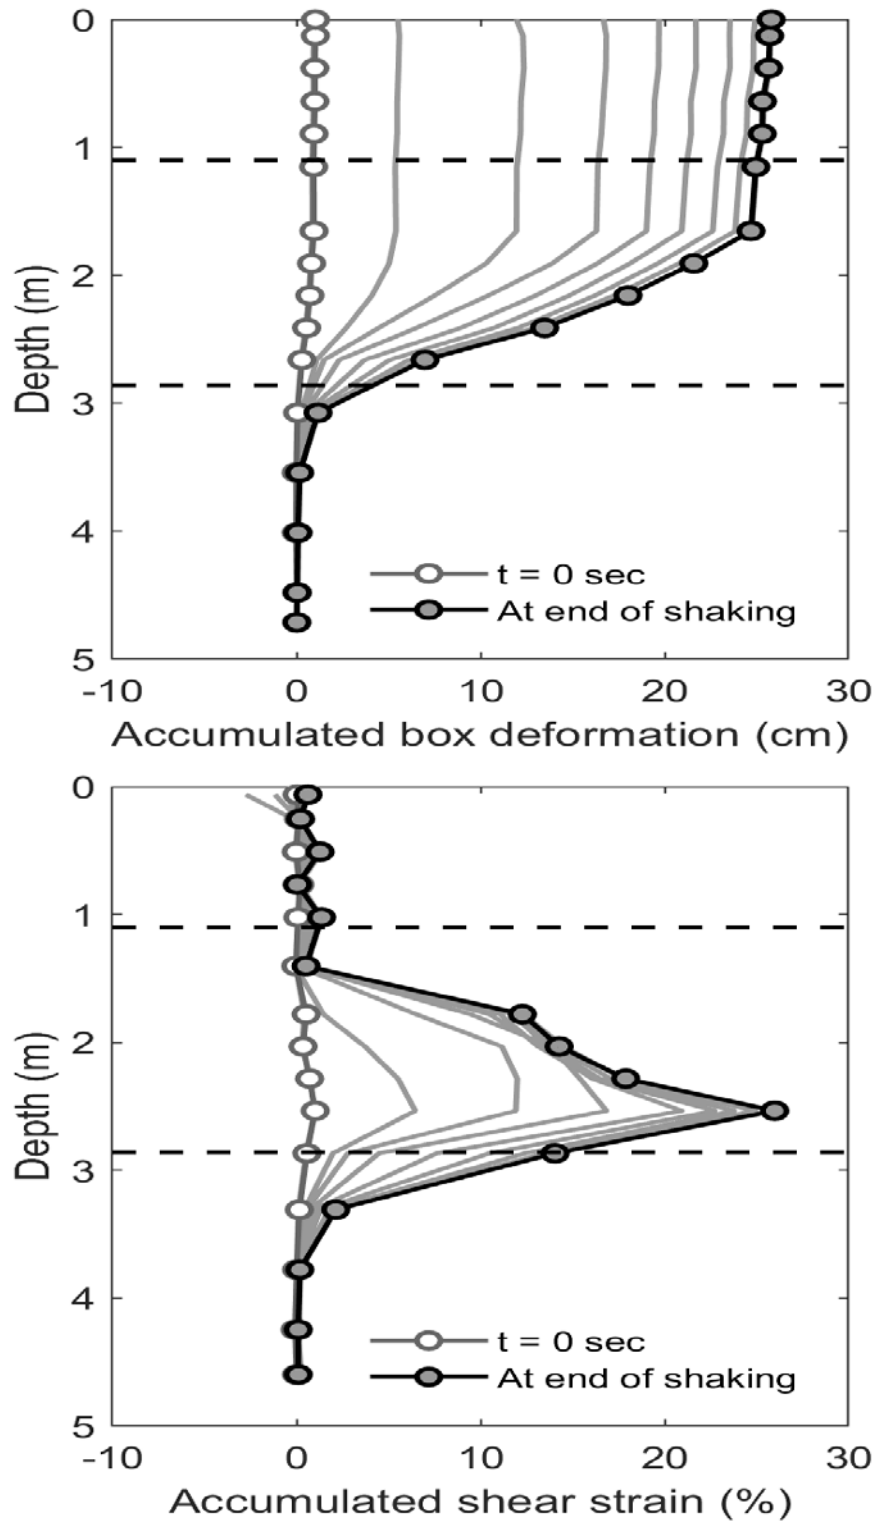 0
1
2
3
4
5
Depth (m)
t = 0 sec
At end of shaking
-10 0 10 20 30
Accumulated box deformation (cm)
0
1
2
3
4
5
Depth (m)
t = 0 sec
At end of shaking
-10 0 10 20 30
Accumulated shear strain (%)